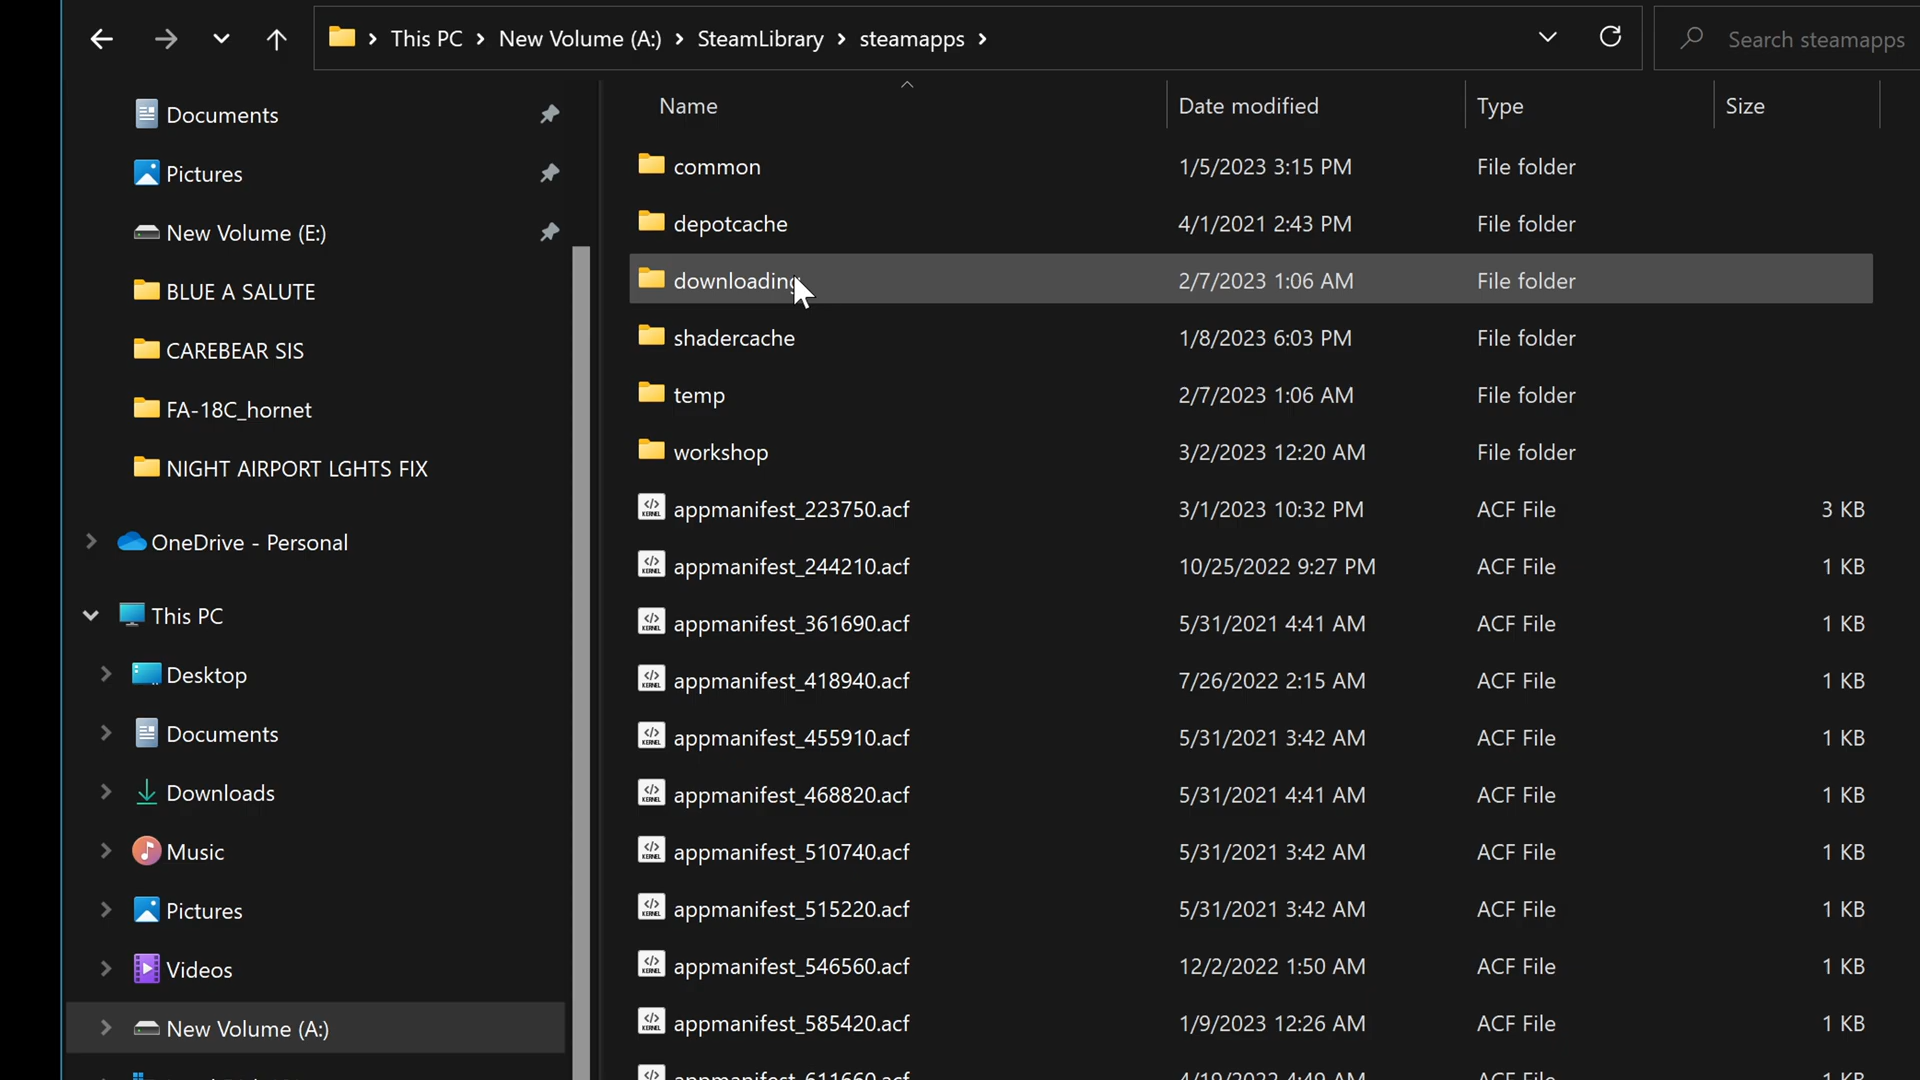 This PC > New Volume (A:) > SteamLibrary > steamapps >
Search steamapps
Documents
Pictures
New Volume (E:)
BLUE A SALUTE
CAREBEAR SIS
FA-18C_hornet
NIGHT AIRPORT LGHTS FIX
OneDrive - Personal
This PC
Desktop
Documents
Downloads
Music
Pictures
Videos
New Volume (A:)
Name Date modified Type Size
common 1/5/2023 3:15 PM File folder
depotcache 4/1/2021 2:43 PM File folder
downloading 2/7/2023 1:06 AM File folder
shadercache 1/8/2023 6:03 PM File folder
temp 2/7/2023 1:06 AM File folder
workshop 3/2/2023 12:20 AM File folder
appmanifest_223750.acf 3/1/2023 10:32 PM ACF File 3 KB
appmanifest_244210.acf 10/25/2022 9:27 PM ACF File 1 KB
appmanifest_361690.acf 5/31/2021 4:41 AM ACF File 1 KB
appmanifest_418940.acf 7/26/2022 2:15 AM ACF File 1 KB
appmanifest_455910.acf 5/31/2021 3:42 AM ACF File 1 KB
appmanifest_468820.acf 5/31/2021 4:41 AM ACF File 1 KB
appmanifest_510740.acf 5/31/2021 3:42 AM ACF File 1 KB
appmanifest_515220.acf 5/31/2021 3:42 AM ACF File 1 KB
appmanifest_546560.acf 12/2/2022 1:50 AM ACF File 1 KB
appmanifest_585420.acf 1/9/2023 12:26 AM ACF File 1 KB
appmanifest_611660.acf 4/19/2022 4:49 AM ACF File 1 KB